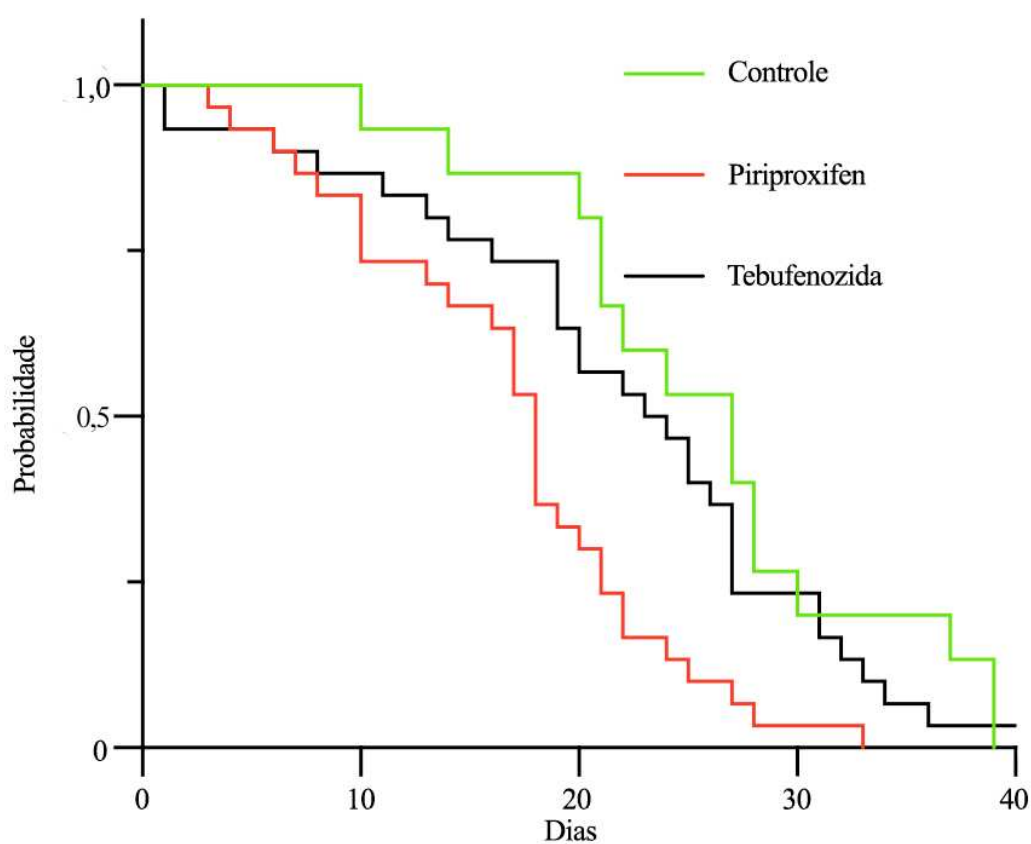 1,0
Controle
Piriproxifen
Tebufenozida
Probabilidade
0,5
0
0 10 20 30 40
Dias